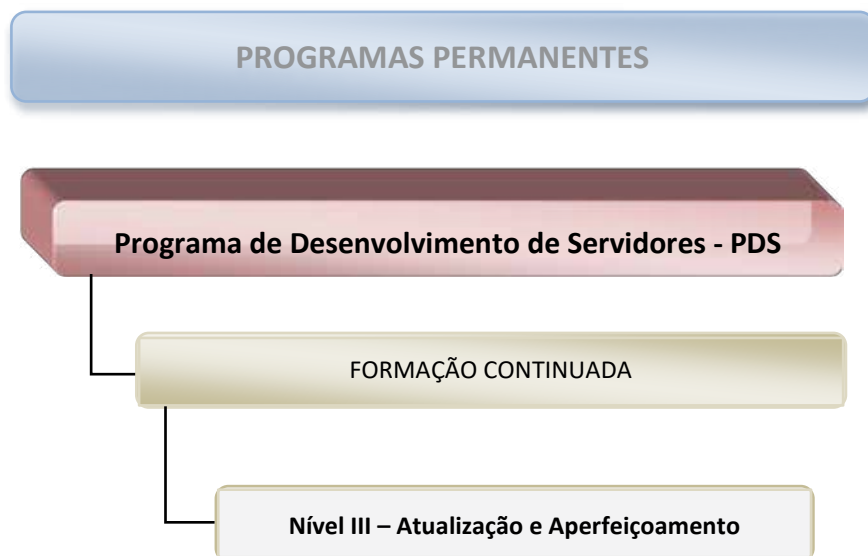 PROGRAMAS PERMANENTES
Programa de Desenvolvimento de Servidores - PDS
FORMAÇÃO CONTINUADA
Nível III – Atualização e Aperfeiçoamento